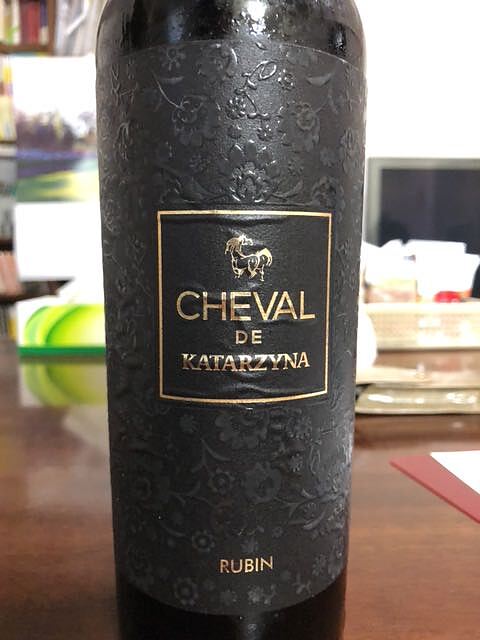 CHEVAL
DE
KATARZYNA
RUBIN